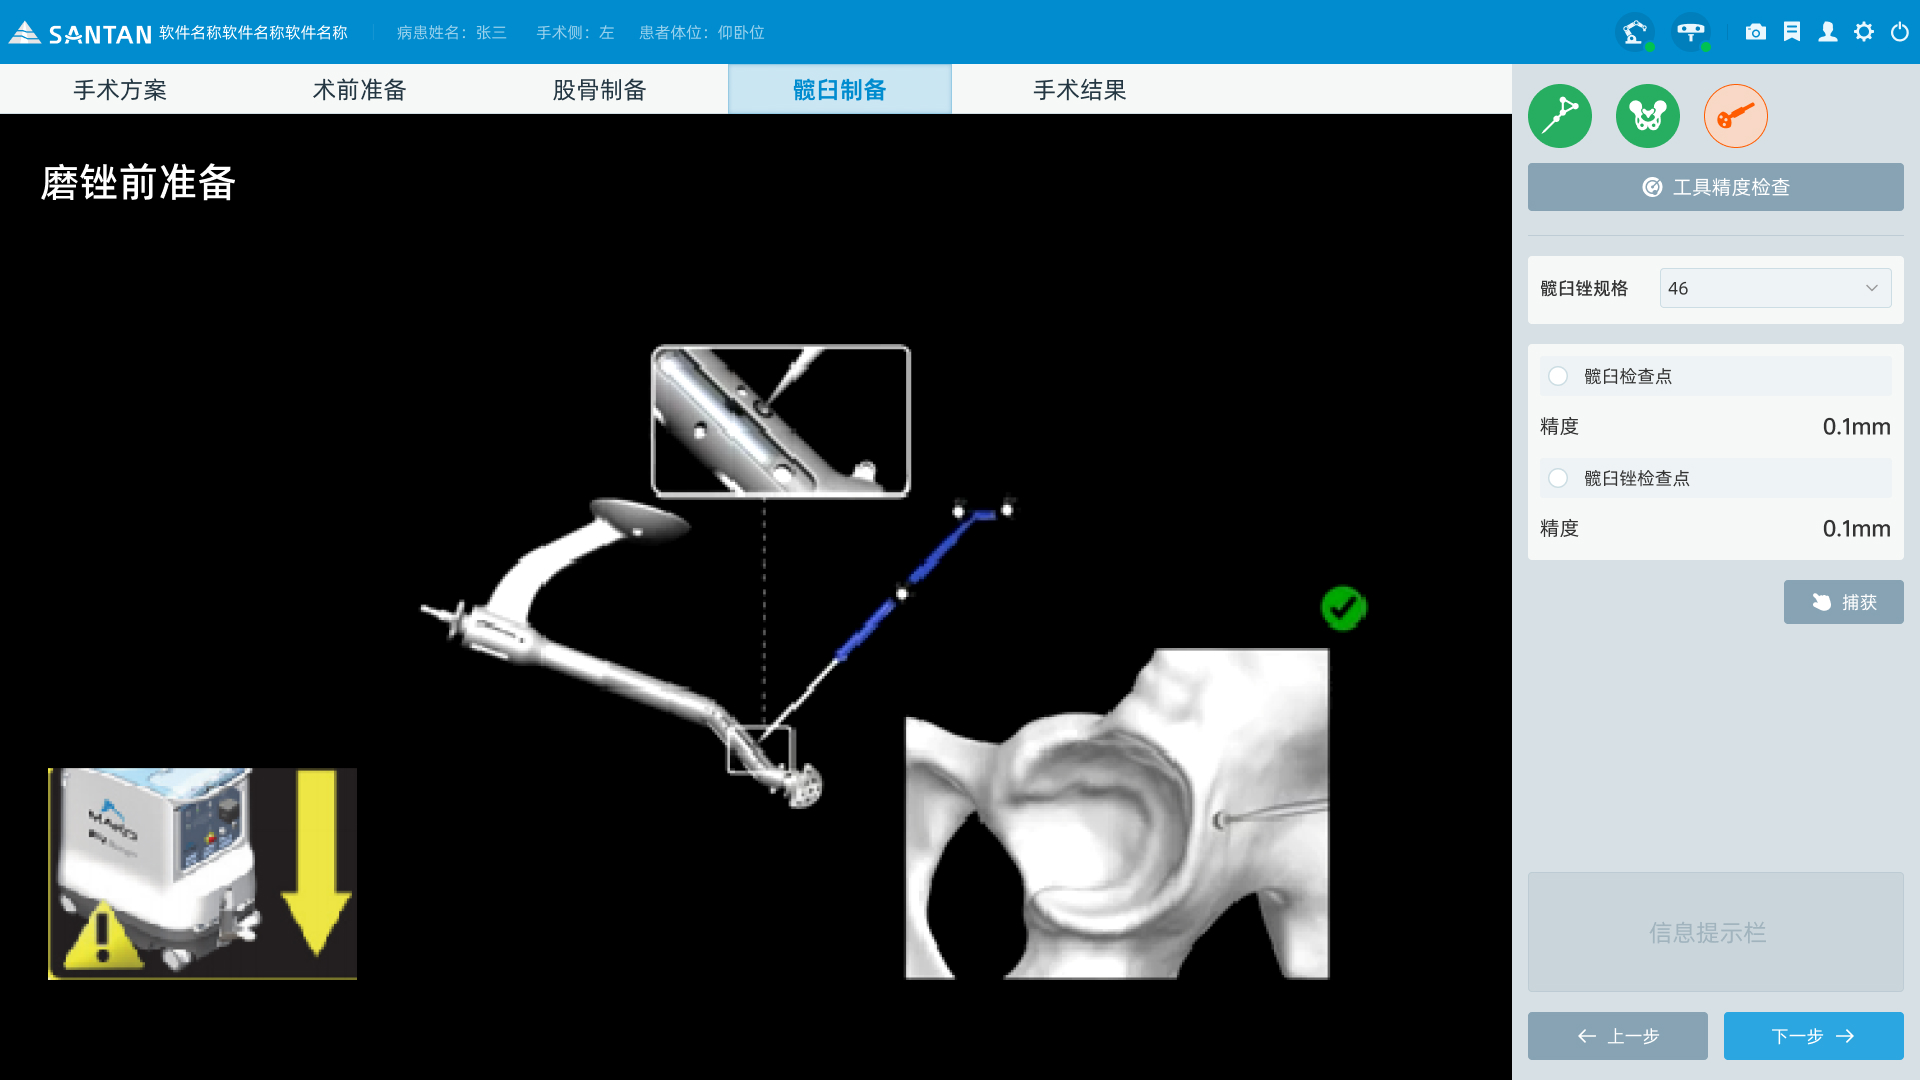 SANTAN 软件名称软件名称软件名称 病患姓名：张三 手术侧：左 患者体位：仰卧位
手术方案 术前准备 股骨制备 髋臼制备 手术结果
磨锉前准备
MAKO
工具精度检查
髋臼锉规格 46
髋臼检查点
精度 0.1mm
髋臼锉检查点
精度 0.1mm
捕获
信息提示栏
上一步 下一步